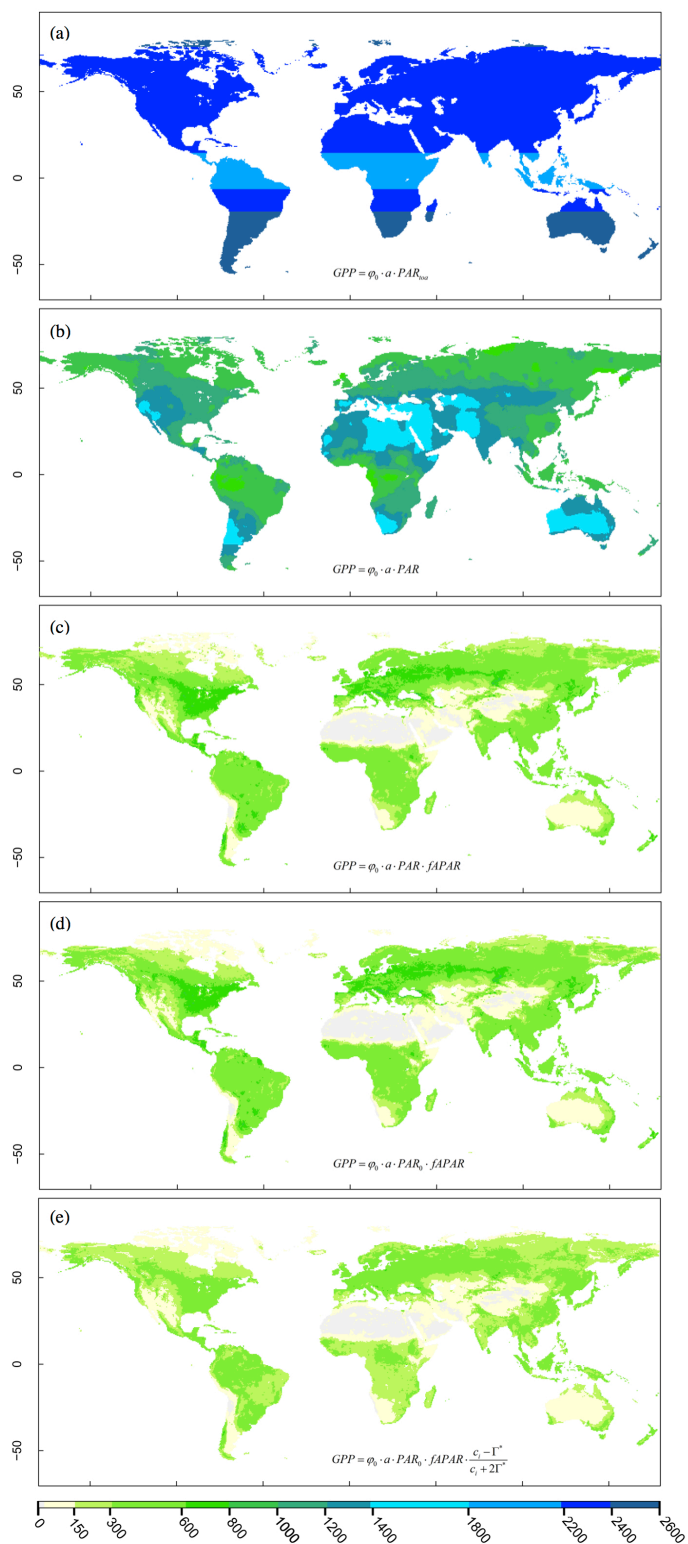 (a)
50
0
−50
GPP = φ₀ · a · PARₜₒₐ
(b)
50
0
−50
GPP = φ₀ · a · PAR
(c)
50
0
−50
GPP = φ₀ · a · PAR · fAPAR
(d)
50
0
−50
GPP = φ₀ · a · PAR₀ · fAPAR
(e)
50
0
−50
GPP = φ₀ · a · PAR₀ · fAPAR · (cᵢ − Γ*) / (cᵢ + 2Γ*)
0 150 300 600 800 1000 1200 1400 1800 2200 2400 2600